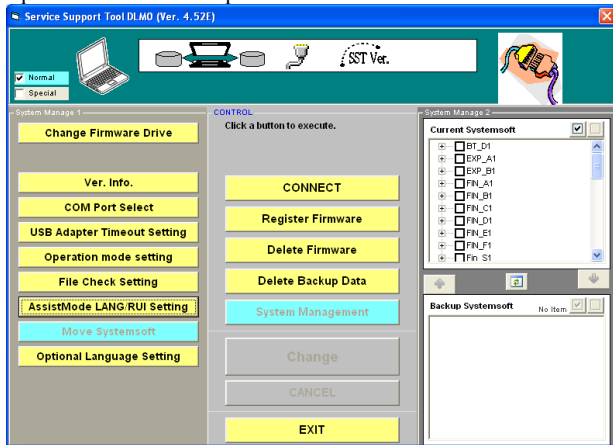 Service Support Tool DLM0 (Ver. 4.52E)
SST Ver.
Normal
Special
System Manage 1
Change Firmware Drive
Ver. Info.
COM Port Select
USB Adapter Timeout Setting
Operation mode setting
File Check Setting
AssistMode LANG/RUI Setting
Move Systemsoft
Optional Language Setting
CONTROL
Click a button to execute.
CONNECT
Register Firmware
Delete Firmware
Delete Backup Data
System Management
Change
CANCEL
EXIT
System Manage 2
Current Systemsoft
BT_D1
EXP_A1
EXP_B1
FIN_A1
FIN_B1
FIN_C1
FIN_D1
FIN_E1
FIN_F1
Fin_S1
Backup Systemsoft
No Item